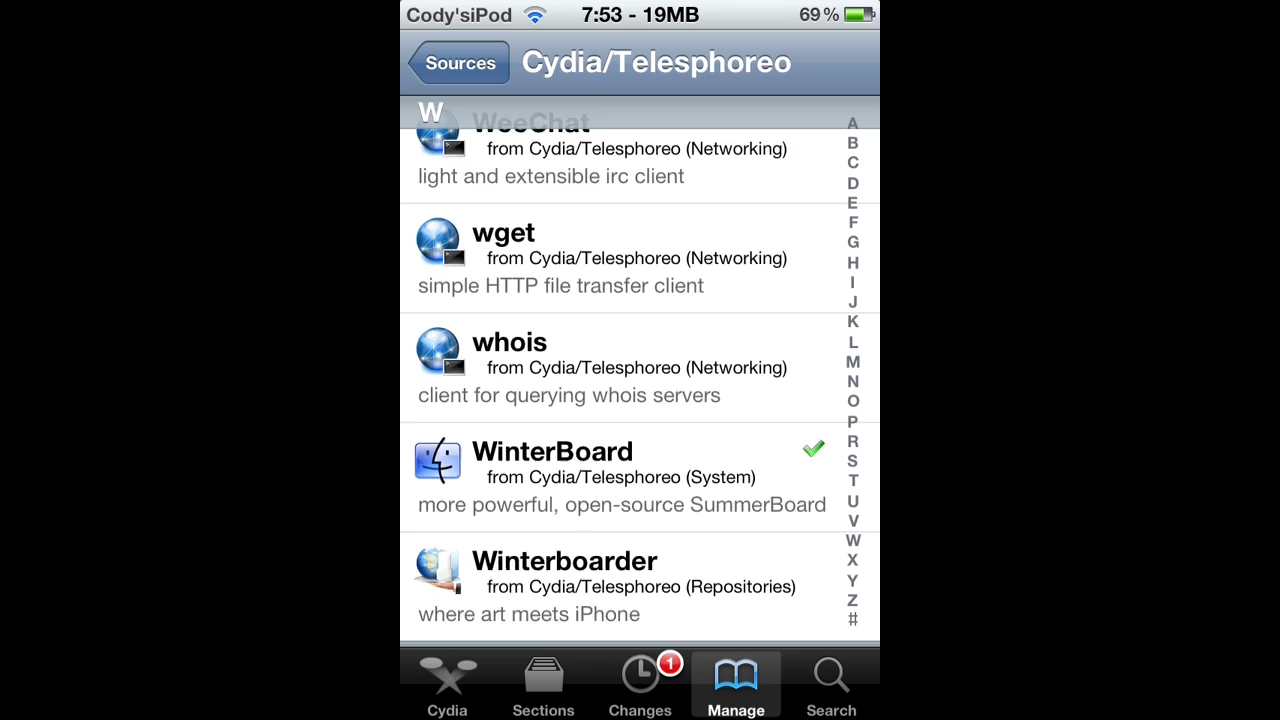 Cody'siPod 7:53 - 19MB 69%
Sources Cydia/Telesphoreo
W
WeeChat
from Cydia/Telesphoreo (Networking)
light and extensible irc client
wget
from Cydia/Telesphoreo (Networking)
simple HTTP file transfer client
whois
from Cydia/Telesphoreo (Networking)
client for querying whois servers
WinterBoard
from Cydia/Telesphoreo (System)
more powerful, open-source SummerBoard
Winterboarder
from Cydia/Telesphoreo (Repositories)
where art meets iPhone
A
B
C
D
E
F
G
H
I
J
K
L
M
N
O
P
R
S
T
U
V
W
X
Y
Z
#
1
Cydia Sections Changes Manage Search